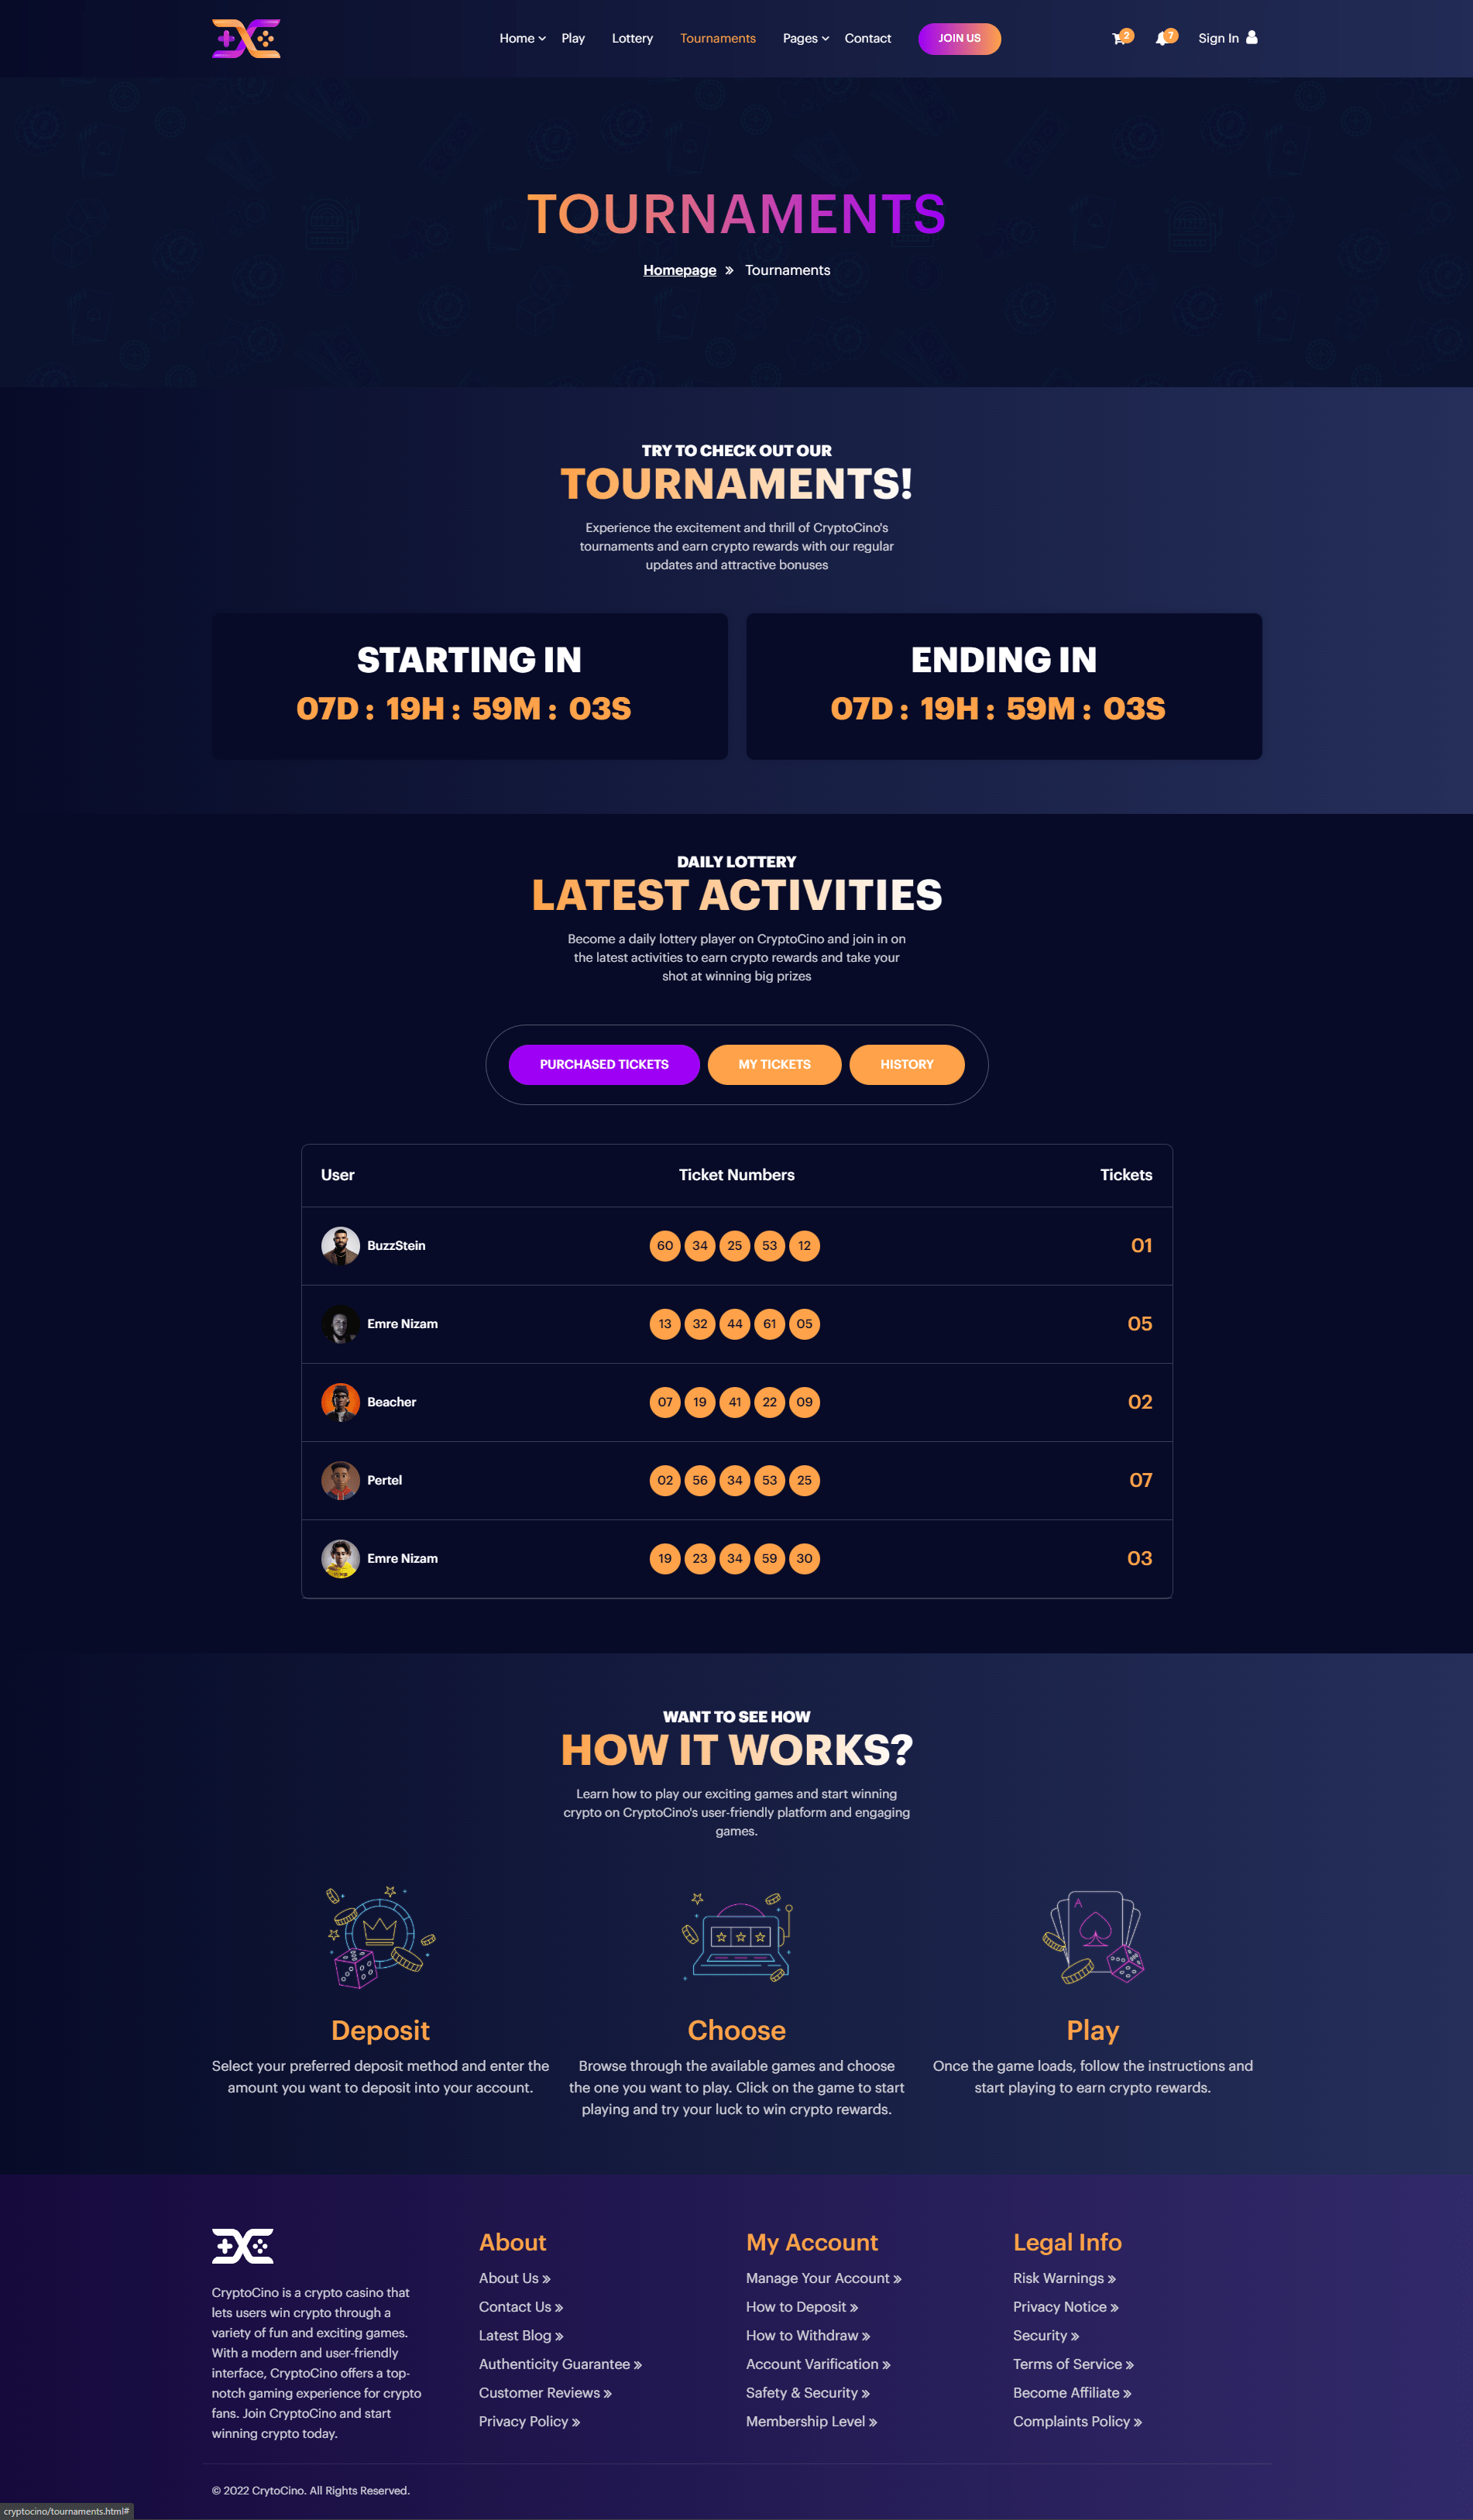 Home Play Lottery Tournaments Pages Contact JOIN US 2 7 Sign In
TOURNAMENTS
Homepage » Tournaments
TRY TO CHECK OUT OUR
TOURNAMENTS!
Experience the excitement and thrill of CryptoCino's
tournaments and earn crypto rewards with our regular
updates and attractive bonuses
STARTING IN
07D : 19H : 59M : 03S
ENDING IN
07D : 19H : 59M : 03S
DAILY LOTTERY
LATEST ACTIVITIES
Become a daily lottery player on CryptoCino and join in on
the latest activities to earn crypto rewards and take your
shot at winning big prizes
PURCHASED TICKETS MY TICKETS HISTORY
User Ticket Numbers Tickets
BuzzStein 60 34 25 53 12 01
Emre Nizam 13 32 44 61 05 05
Beacher 07 19 41 22 09 02
Pertel 02 56 34 53 25 07
Emre Nizam 19 23 34 59 30 03
WANT TO SEE HOW
HOW IT WORKS?
Learn how to play our exciting games and start winning
crypto on CryptoCino's user-friendly platform and engaging
games.
A
Deposit
Select your preferred deposit method and enter the
amount you want to deposit into your account.
Choose
Browse through the available games and choose
the one you want to play. Click on the game to start
playing and try your luck to win crypto rewards.
Play
Once the game loads, follow the instructions and
start playing to earn crypto rewards.
CryptoCino is a crypto casino that
lets users win crypto through a
variety of fun and exciting games.
With a modern and user-friendly
interface, CryptoCino offers a top-
notch gaming experience for crypto
fans. Join CryptoCino and start
winning crypto today.
About
About Us »
Contact Us »
Latest Blog »
Authenticity Guarantee »
Customer Reviews »
Privacy Policy »
My Account
Manage Your Account »
How to Deposit »
How to Withdraw »
Account Varification »
Safety & Security »
Membership Level »
Legal Info
Risk Warnings »
Privacy Notice »
Security »
Terms of Service »
Become Affiliate »
Complaints Policy »
© 2022 CrytoCino. All Rights Reserved.
cryptocino/tournaments.html#